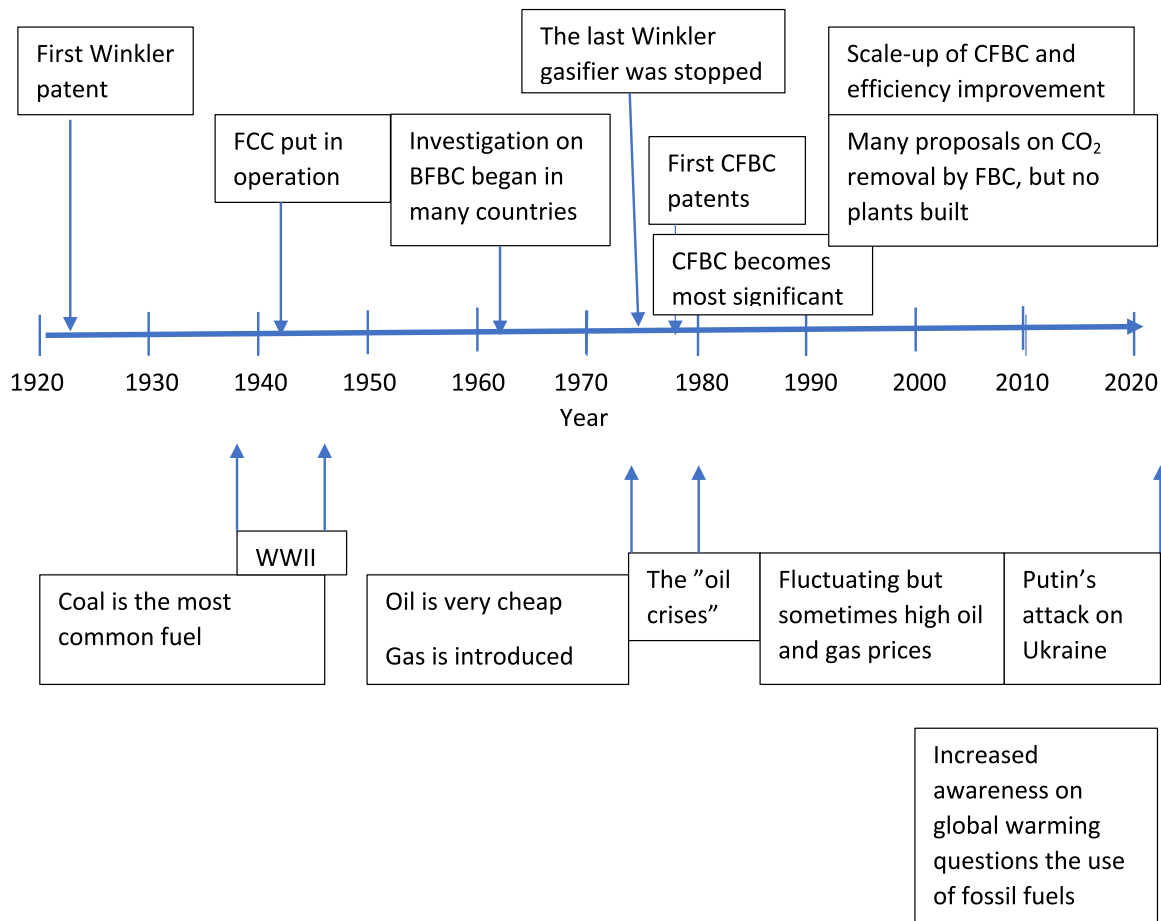 First Winkler
patent
FCC put in
operation
Investigation on
BFBC began in
many countries
The last Winkler
gasifier was stopped
First CFBC
patents
CFBC becomes
most significant
Scale-up of CFBC and
efficiency improvement
Many proposals on CO₂
removal by FBC, but no
plants built
1920 1930 1940 1950 1960 1970 1980 1990 2000 2010 2020
Year
WWII
Coal is the most
common fuel
Oil is very cheap
Gas is introduced
The ”oil
crises”
Fluctuating but
sometimes high oil
and gas prices
Putin’s
attack on
Ukraine
Increased
awareness on
global warming
questions the use
of fossil fuels